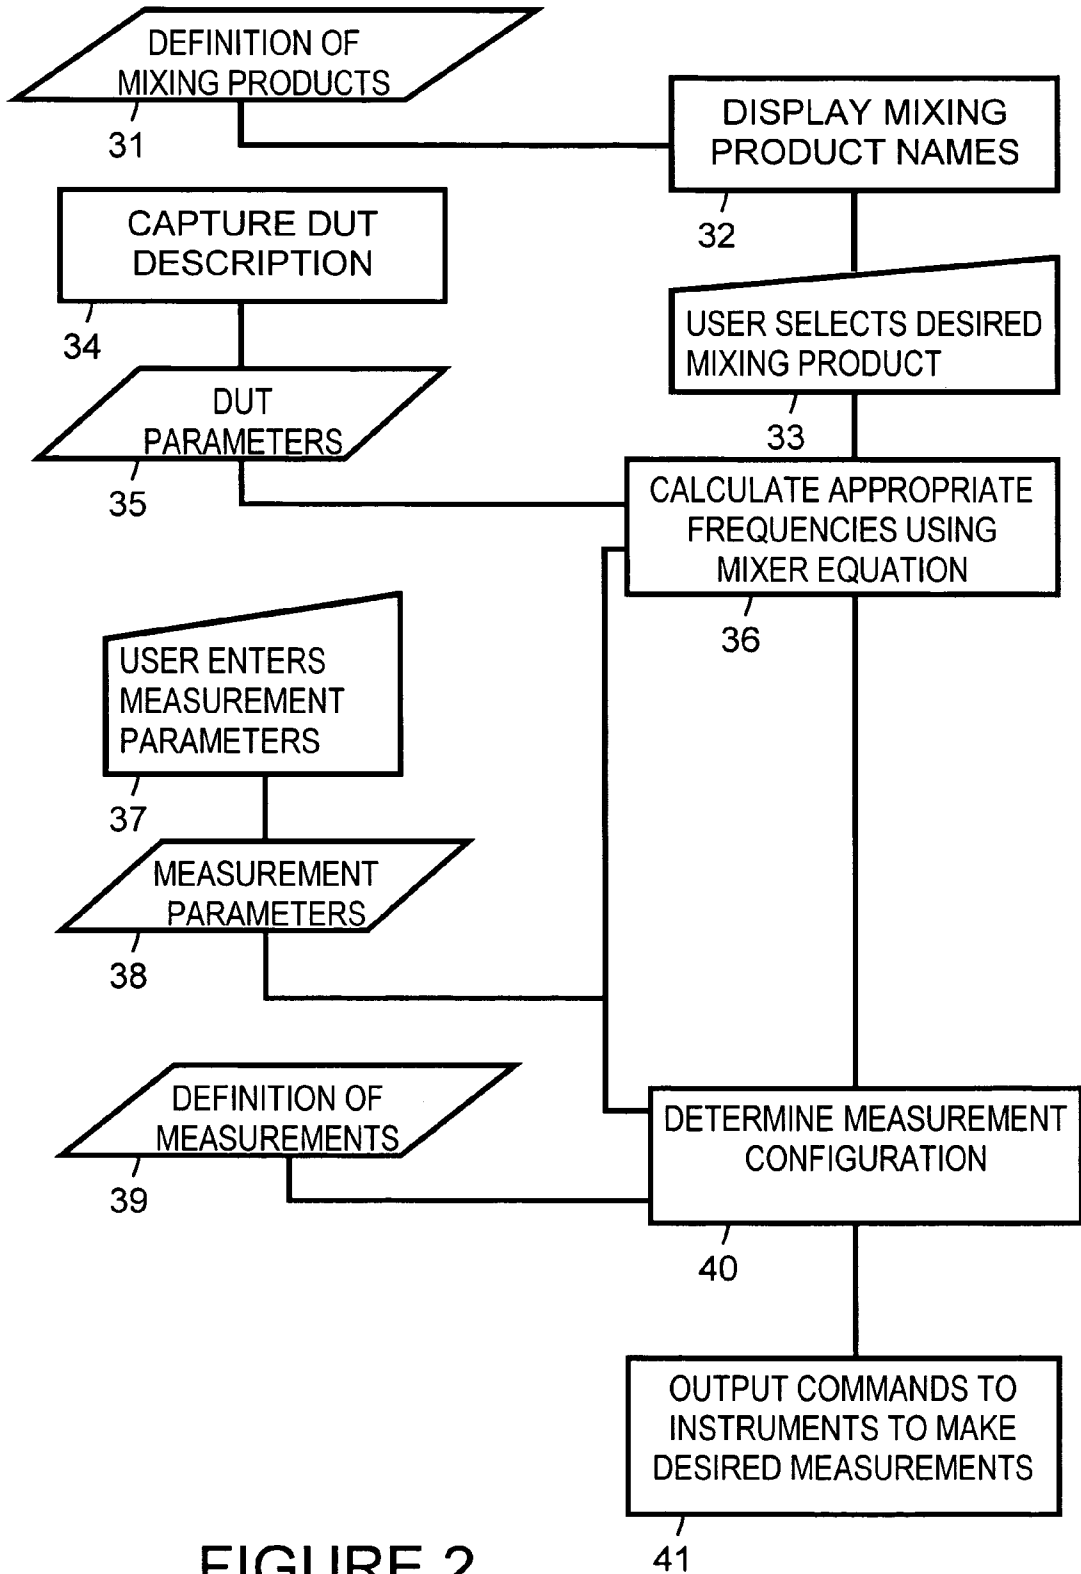 DEFINITION OF
MIXING PRODUCTS
31
DISPLAY MIXING
PRODUCT NAMES
32
USER SELECTS DESIRED
MIXING PRODUCT
33
CAPTURE DUT
DESCRIPTION
34
DUT
PARAMETERS
35
CALCULATE APPROPRIATE
FREQUENCIES USING
MIXER EQUATION
36
USER ENTERS
MEASUREMENT
PARAMETERS
37
MEASUREMENT
PARAMETERS
38
DEFINITION OF
MEASUREMENTS
39
DETERMINE MEASUREMENT
CONFIGURATION
40
OUTPUT COMMANDS TO
INSTRUMENTS TO MAKE
DESIRED MEASUREMENTS
41
FIGURE 2